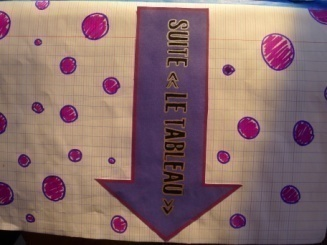 SUITE « LE TABLEAU »